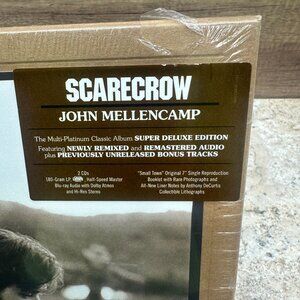 SCARECROW
JOHN MELLENCAMP
The Multi-Platinum Classic Album SUPER DELUXE EDITION
Featuring NEWLY REMIXED and REMASTERED AUDIO
plus PREVIOUSLY UNRELEASED BONUS TRACKS
2 CDs
180-Gram LP Half-Speed Master
Blu-ray Audio with Dolby Atmos
and Hi-Res Stereo
"Small Town" Original 7" Single Reproduction
Booklet with Rare Photographs and
All-New Liner Notes by Anthony DeCurtis
Collectible Lithographs